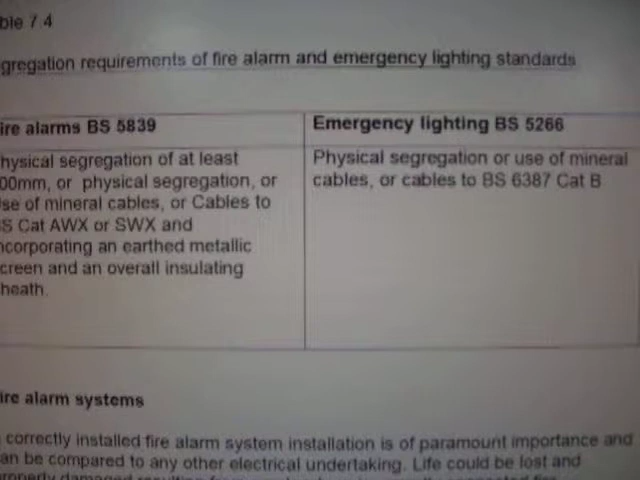 ble 7.4
gregation requirements of fire alarm and emergency lighting standards
ire alarms BS 5839
hysical segregation of at least
00mm, or physical segregation, or
se of mineral cables, or Cables to
S Cat AWX or SWX and
ncorporating an earthed metallic
creen and an overall insulating
heath.
Emergency lighting BS 5266
Physical segregation or use of mineral
cables, or cables to BS 6387 Cat B
ire alarm systems
correctly installed fire alarm system installation is of paramount importance and
an be compared to any other electrical undertaking. Life could be lost and